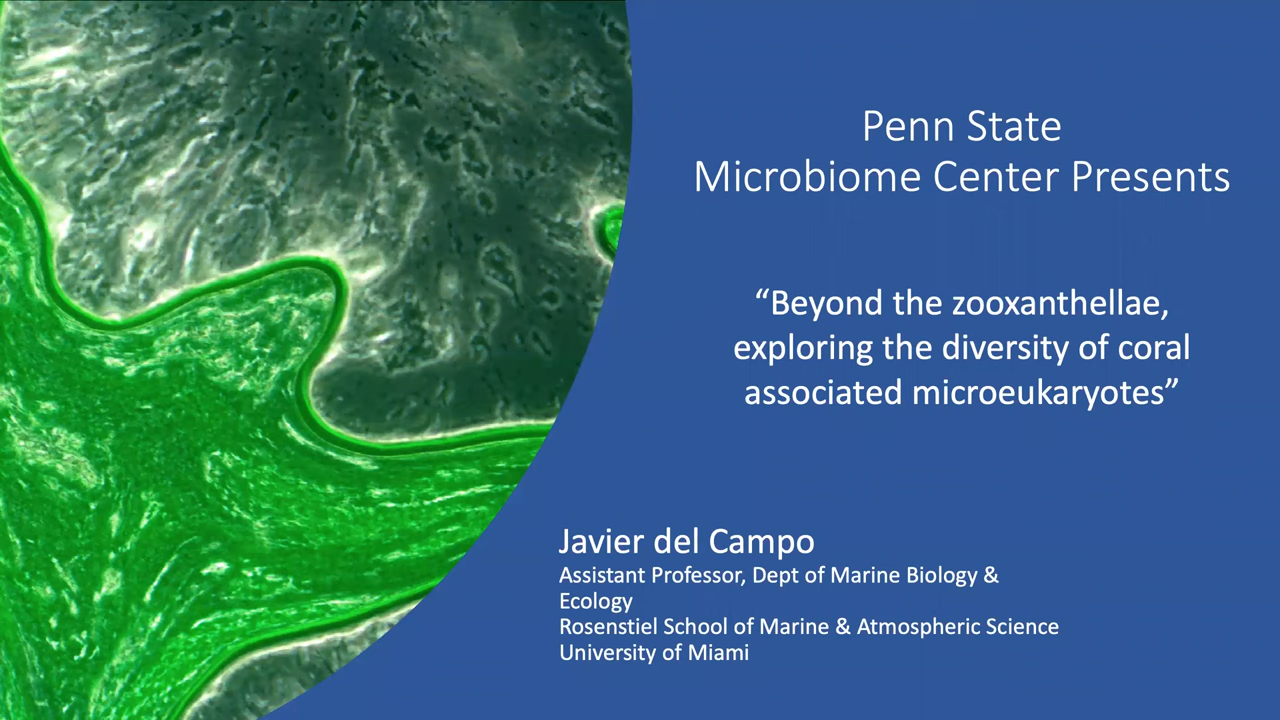 Penn State
Microbiome Center Presents
“Beyond the zooxanthellae,
exploring the diversity of coral
associated microeukaryotes”
Javier del Campo
Assistant Professor, Dept of Marine Biology &
Ecology
Rosenstiel School of Marine & Atmospheric Science
University of Miami